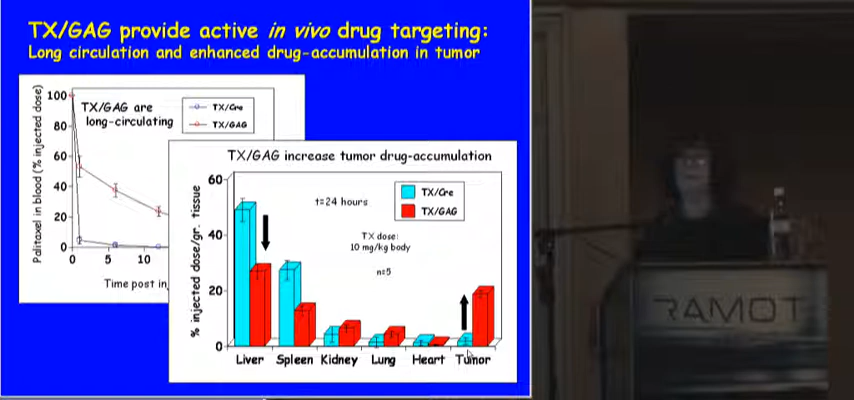 TX/GAG provide active in vivo drug targeting:
Long circulation and enhanced drug-accumulation in tumor
Palitaxel in blood (% injected dose)
100
80
60
40
20
0
TX/GAG are
long-circulating
TX/Cre
TX/GAG
0
5
10
Time post in
TX/GAG increase tumor drug-accumulation
% injected dose/gr. tissue
60
40
20
0
t=24 hours
TX dose:
10 mg/kg body
n=5
TX/Cre
TX/GAG
Liver Spleen Kidney Lung Heart Tumor
RAMOT